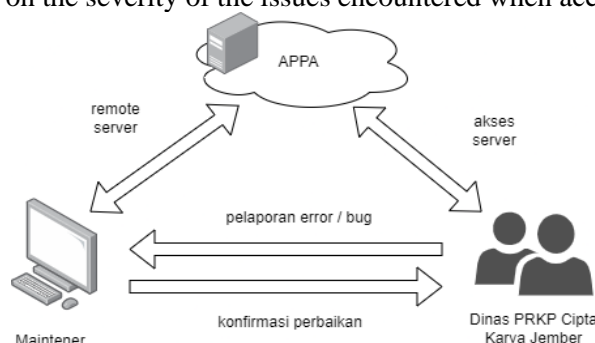 on the severity of the issues encountered when acc
APPA
remote
server
akses
server
pelaporan error / bug
konfirmasi perbaikan
Maintener
Dinas PRKP Cipta
Karya Jember